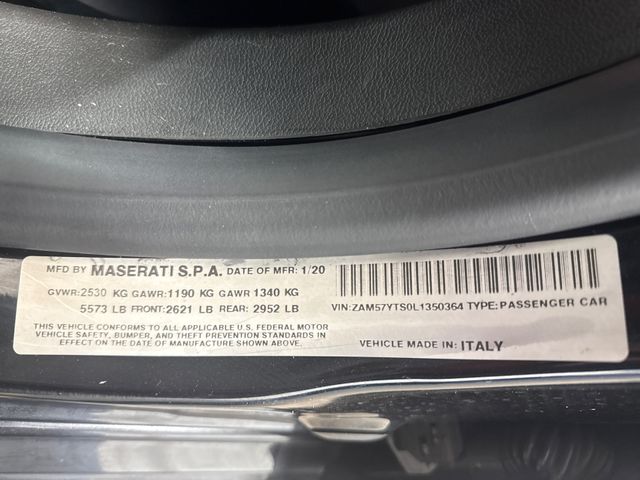 MFD BY MASERATI S.P.A. DATE OF MFR: 1/20
GVWR:2530 KG GAWR:1190 KG GAWR 1340 KG
5573 LB FRONT:2621 LB REAR: 2952 LB
THIS VEHICLE CONFORMS TO ALL APPLICABLE U.S. FEDERAL MOTOR
VEHICLE SAFETY, BUMPER, AND THEFT PREVENTION STANDARDS IN
EFFECT ON THE DATE OF MANUFACTURE SHOWN ABOVE.
VIN:ZAM57YTS0L1350364 TYPE:PASSENGER CAR
VEHICLE MADE IN: ITALY